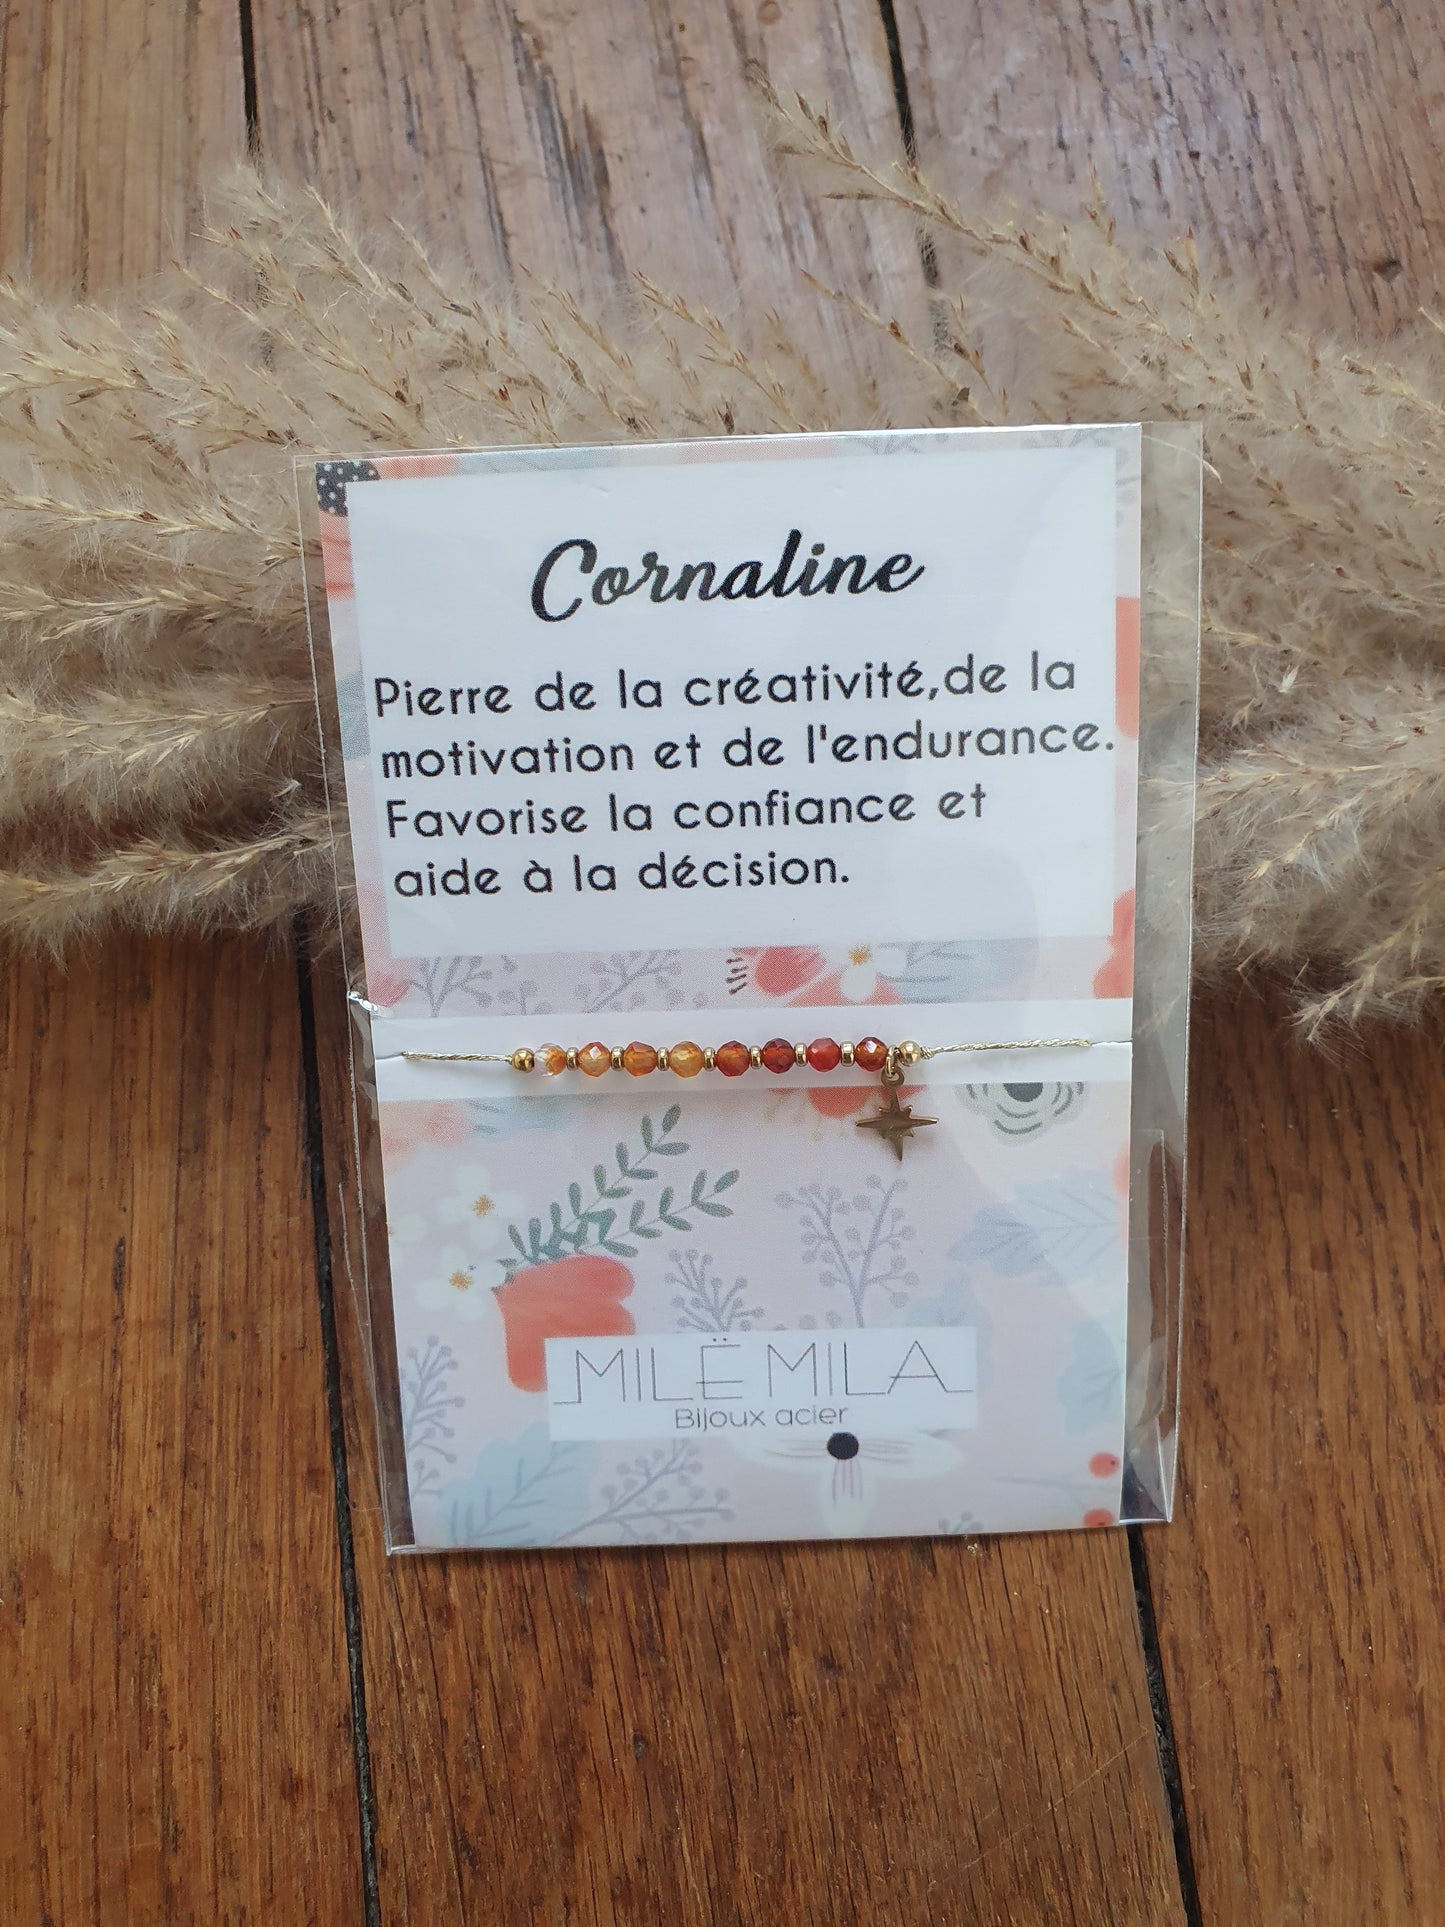 Cornaline
Pierre de la créativité,de la
motivation et de l'endurance.
Favorise la confiance et
aide à la décision.
MILË MILA
Bijoux acier